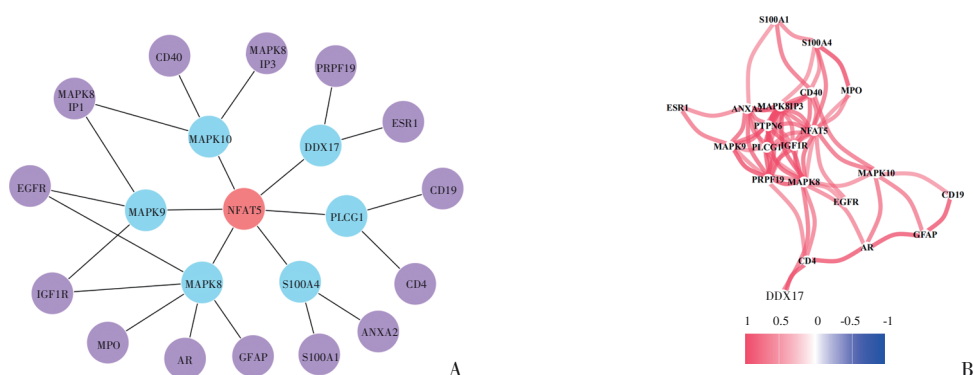 CD40
MAPK8
IP3
PRPF19
MAPK8
IP1
MAPK10
DDX17
ESR1
EGFR
MAPK9
NFAT5
PLCG1
CD19
IGF1R
MAPK8
S100A4
CD4
MPO
AR
GFAP
S100A1
ANXA2
A
S100A1
S100A4
CD40
MPO
ESR1
ANXA2
MAPK8IP3
PTPN6
NFAT5
MAPK9
PLCG1
IGF1R
PRPF19
MAPK8
MAPK10
EGFR
CD19
GFAP
AR
CD4
DDX17
1 0.5 0 -0.5 -1
B